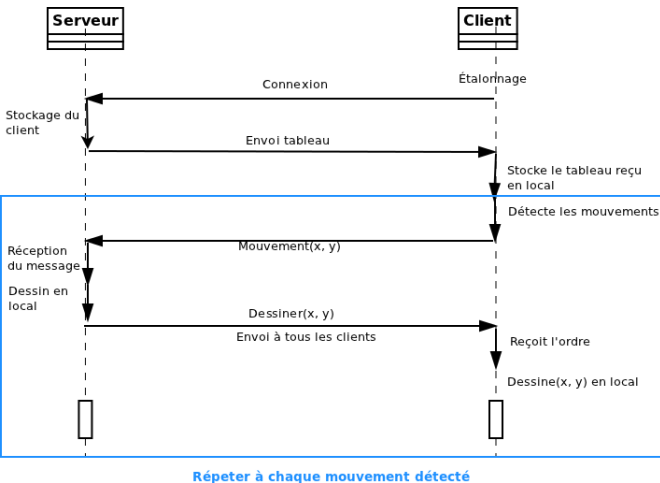 Serveur
Client
Étalonnage
Connexion
Stockage du
client
Envoi tableau
Stocke le tableau reçu
en local
Détecte les mouvements
Mouvement(x, y)
Réception
du message
Dessin en
local
Dessiner(x, y)
Envoi à tous les clients
Reçoit l'ordre
Dessine(x, y) en local
Répeter à chaque mouvement détecté